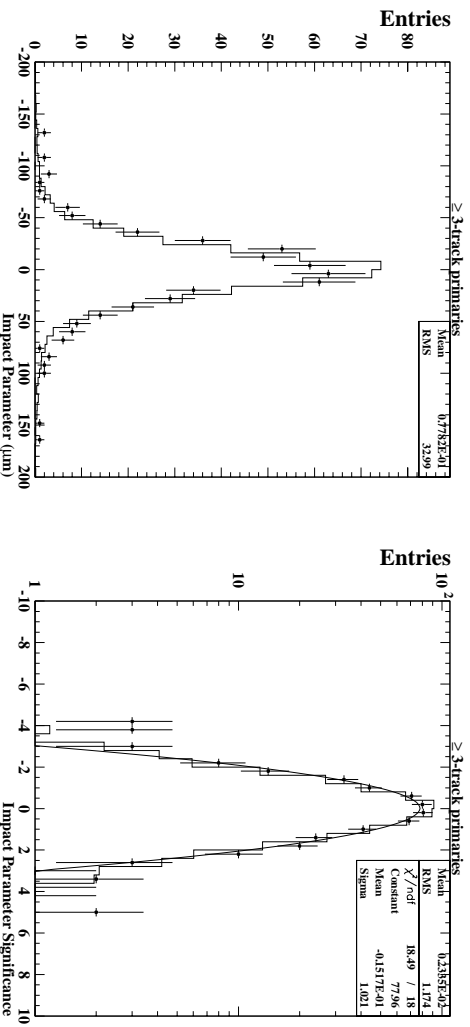 Entries
≥ 3-track primaries
Mean 0.7782E-01
RMS 32.99
80
70
60
50
40
30
20
10
0
-200 -150 -100 -50 0 50 100 150 200
Impact Parameter (μm)
Entries
≥ 3-track primaries
Mean 0.2385E-02
RMS 1.174
χ²/ndf 18.49 / 18
Constant 77.96
Mean -0.1517E-01
Sigma 1.021
10²
10
1
-10 -8 -6 -4 -2 0 2 4 6 8 10
Impact Parameter Significance